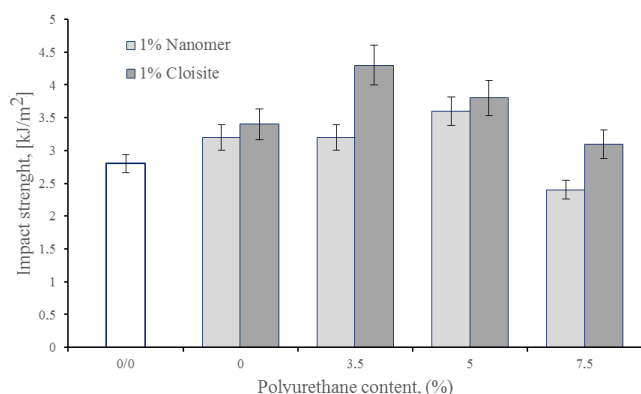 5
4.5
4
3.5
3
2.5
2
1.5
1
0.5
0
Impact strenght, [kJ/m²]
1% Nanomer
1% Cloisite
0/0 0 3.5 5 7.5
Polyurethane content, (%)